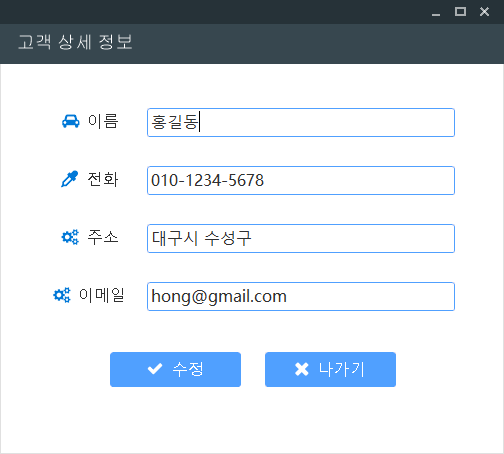 고객 상세 정보
이름 홍길동
전화 010-1234-5678
주소 대구시 수성구
이메일 hong@gmail.com
수정 나가기